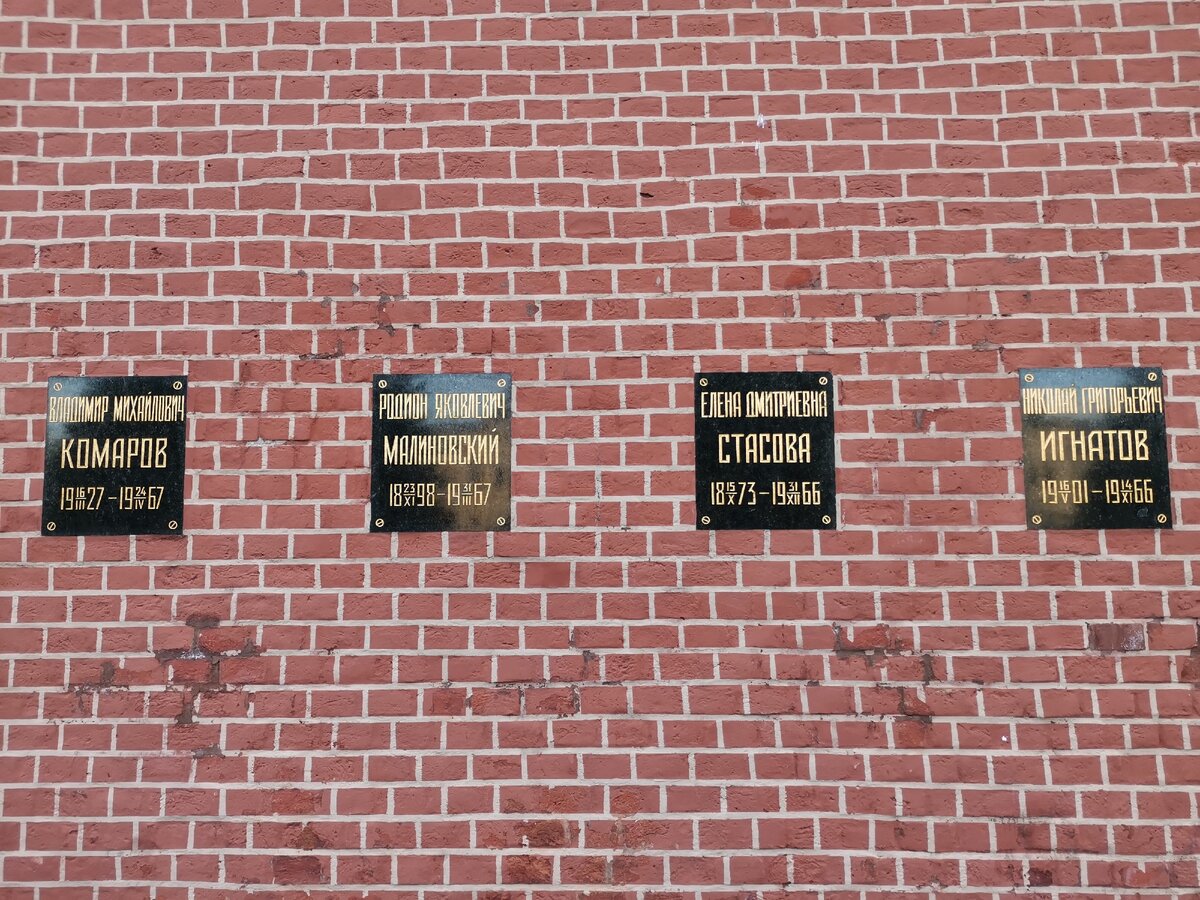 ВЛАДИМИР МИХАЙЛОВИЧ
КОМАРОВ
19 16/III 27 – 19 24/IV 67
РОДИОН ЯКОВЛЕВИЧ
МАЛИНОВСКИЙ
18 23/XI 98 – 19 31/III 67
ЕЛЕНА ДМИТРИЕВНА
СТАСОВА
18 15/X 73 – 19 31/XII 66
НИКОЛАЙ ГРИГОРЬЕВИЧ
ИГНАТОВ
19 16/V 01 – 19 14/XI 66